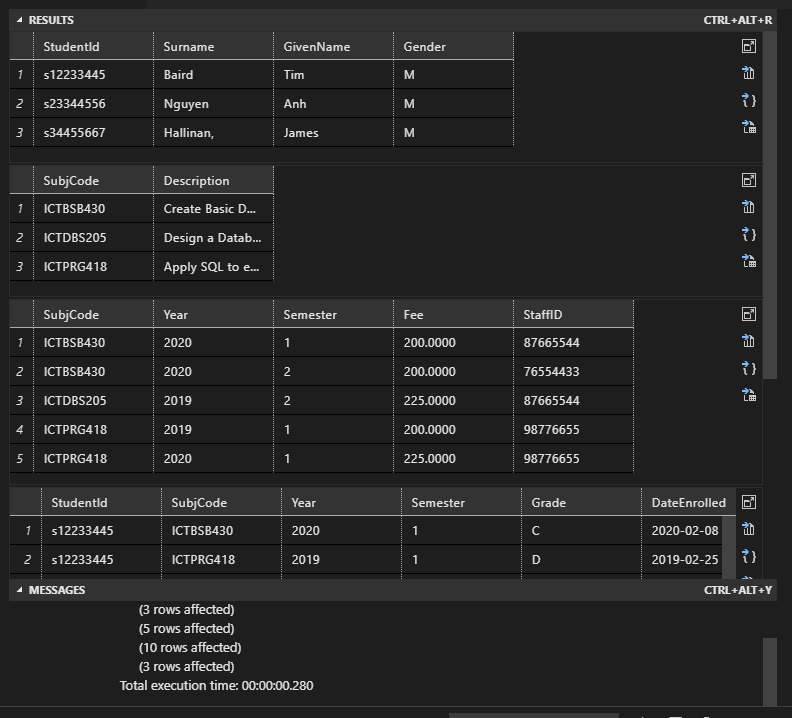 RESULTS CTRL+ALT+R
StudentId Surname GivenName Gender
1 s12233445 Baird Tim M
2 s23344556 Nguyen Anh M
3 s34455667 Hallinan, James M
SubjCode Description
1 ICTBSB430 Create Basic D...
2 ICTDBS205 Design a Datab...
3 ICTPRG418 Apply SQL to e...
SubjCode Year Semester Fee StaffID
1 ICTBSB430 2020 1 200.0000 87665544
2 ICTBSB430 2020 2 200.0000 76554433
3 ICTDBS205 2019 2 225.0000 87665544
4 ICTPRG418 2019 1 200.0000 98776655
5 ICTPRG418 2020 1 225.0000 98776655
StudentId SubjCode Year Semester Grade DateEnrolled
1 s12233445 ICTBSB430 2020 1 C 2020-02-08
2 s12233445 ICTPRG418 2019 1 D 2019-02-25
MESSAGES CTRL+ALT+Y
(3 rows affected)
(5 rows affected)
(10 rows affected)
(3 rows affected)
Total execution time: 00:00:00.280